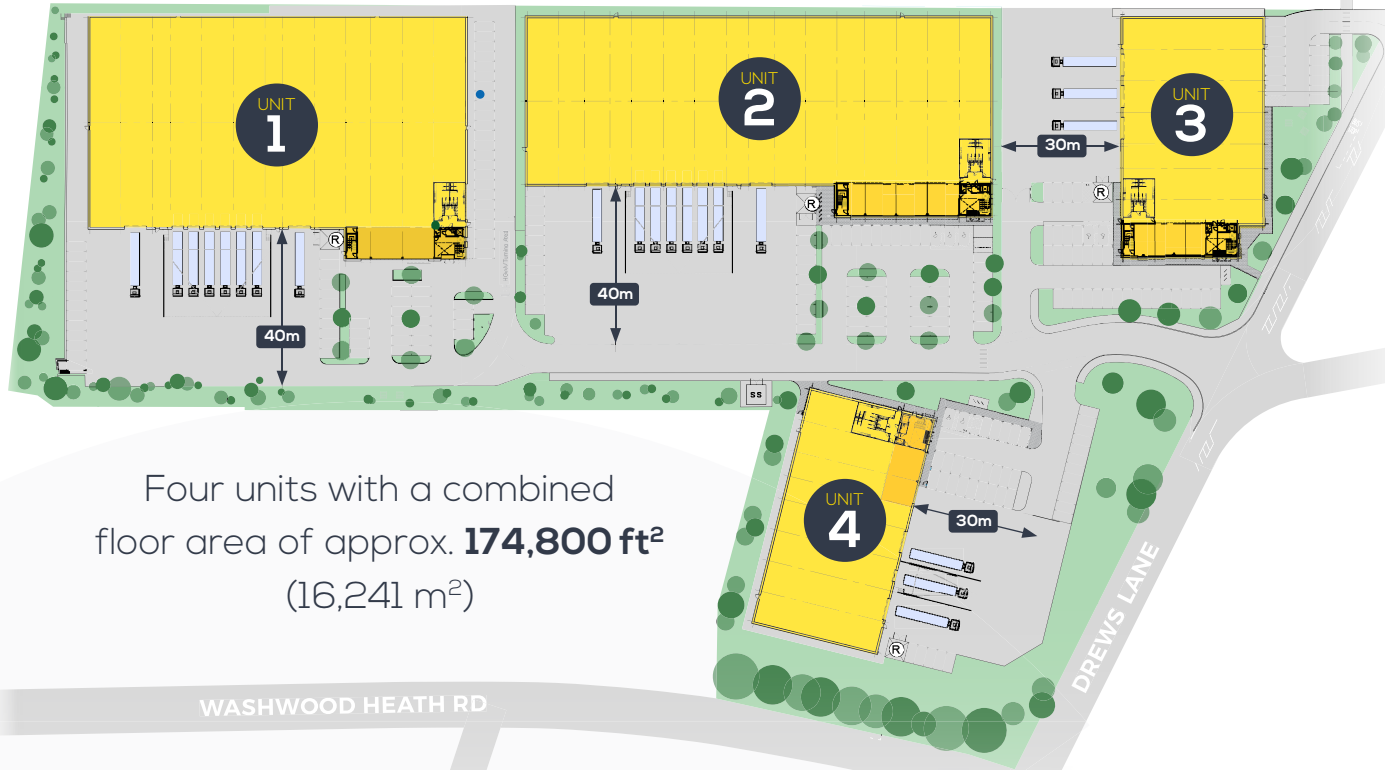 UNIT
1
UNIT
2
UNIT
3
30m
R
R
R
40m
40m
SS
Four units with a combined
floor area of approx. 174,800 ft²
(16,241 m²)
UNIT
4
30m
R
DREWS LANE
WASHWOOD HEATH RD